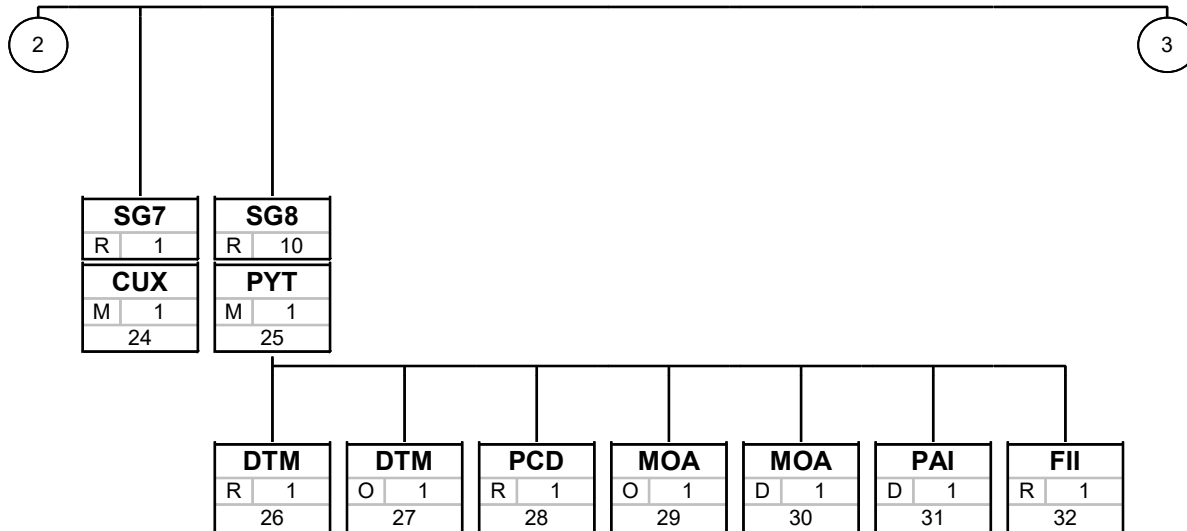 2 3
SG7 SG8
R 1 R 10
CUX PYT
M 1 M 1
24 25
DTM DTM PCD MOA MOA PAI FII
R 1 O 1 R 1 O 1 D 1 D 1 R 1
26 27 28 29 30 31 32